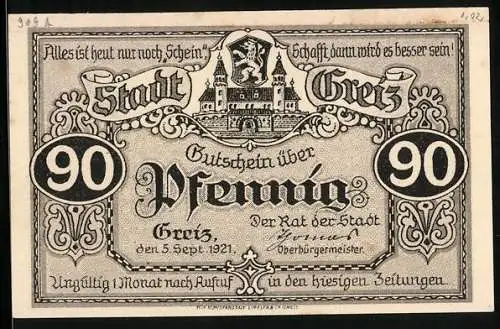 Alles ist heut nur noch „Schein“, Schafft, dann wird es besser sein!
Stadt Greiz
90 Gutschein über 90
Pfennig
Greiz, Der Rat der Stadt
den 5. Sept. 1921. Thomas
Oberbürgermeister.
Ungültig 1 Monat nach Aufruf in den hiesigen Zeitungen.